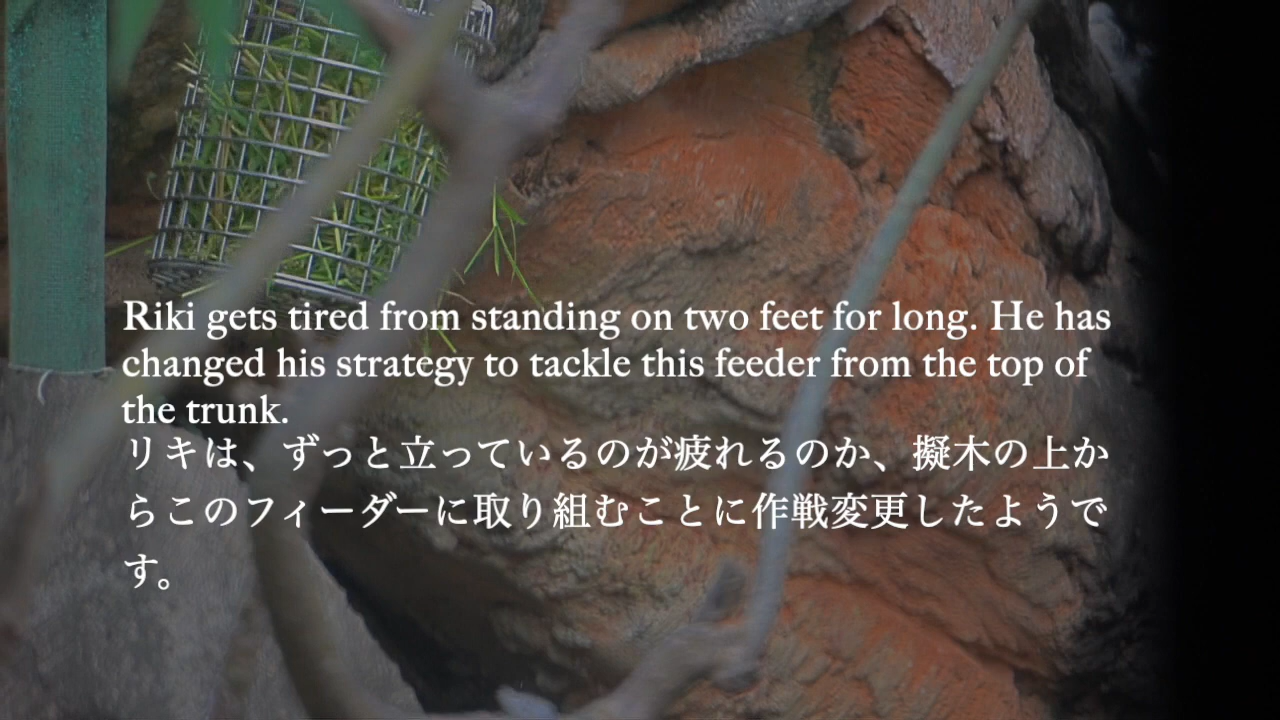 Riki gets tired from standing on two feet for long. He has
changed his strategy to tackle this feeder from the top of
the trunk.
リキは、ずっと立っているのが疲れるのか、擬木の上か
らこのフィーダーに取り組むことに作戦変更したようで
す。